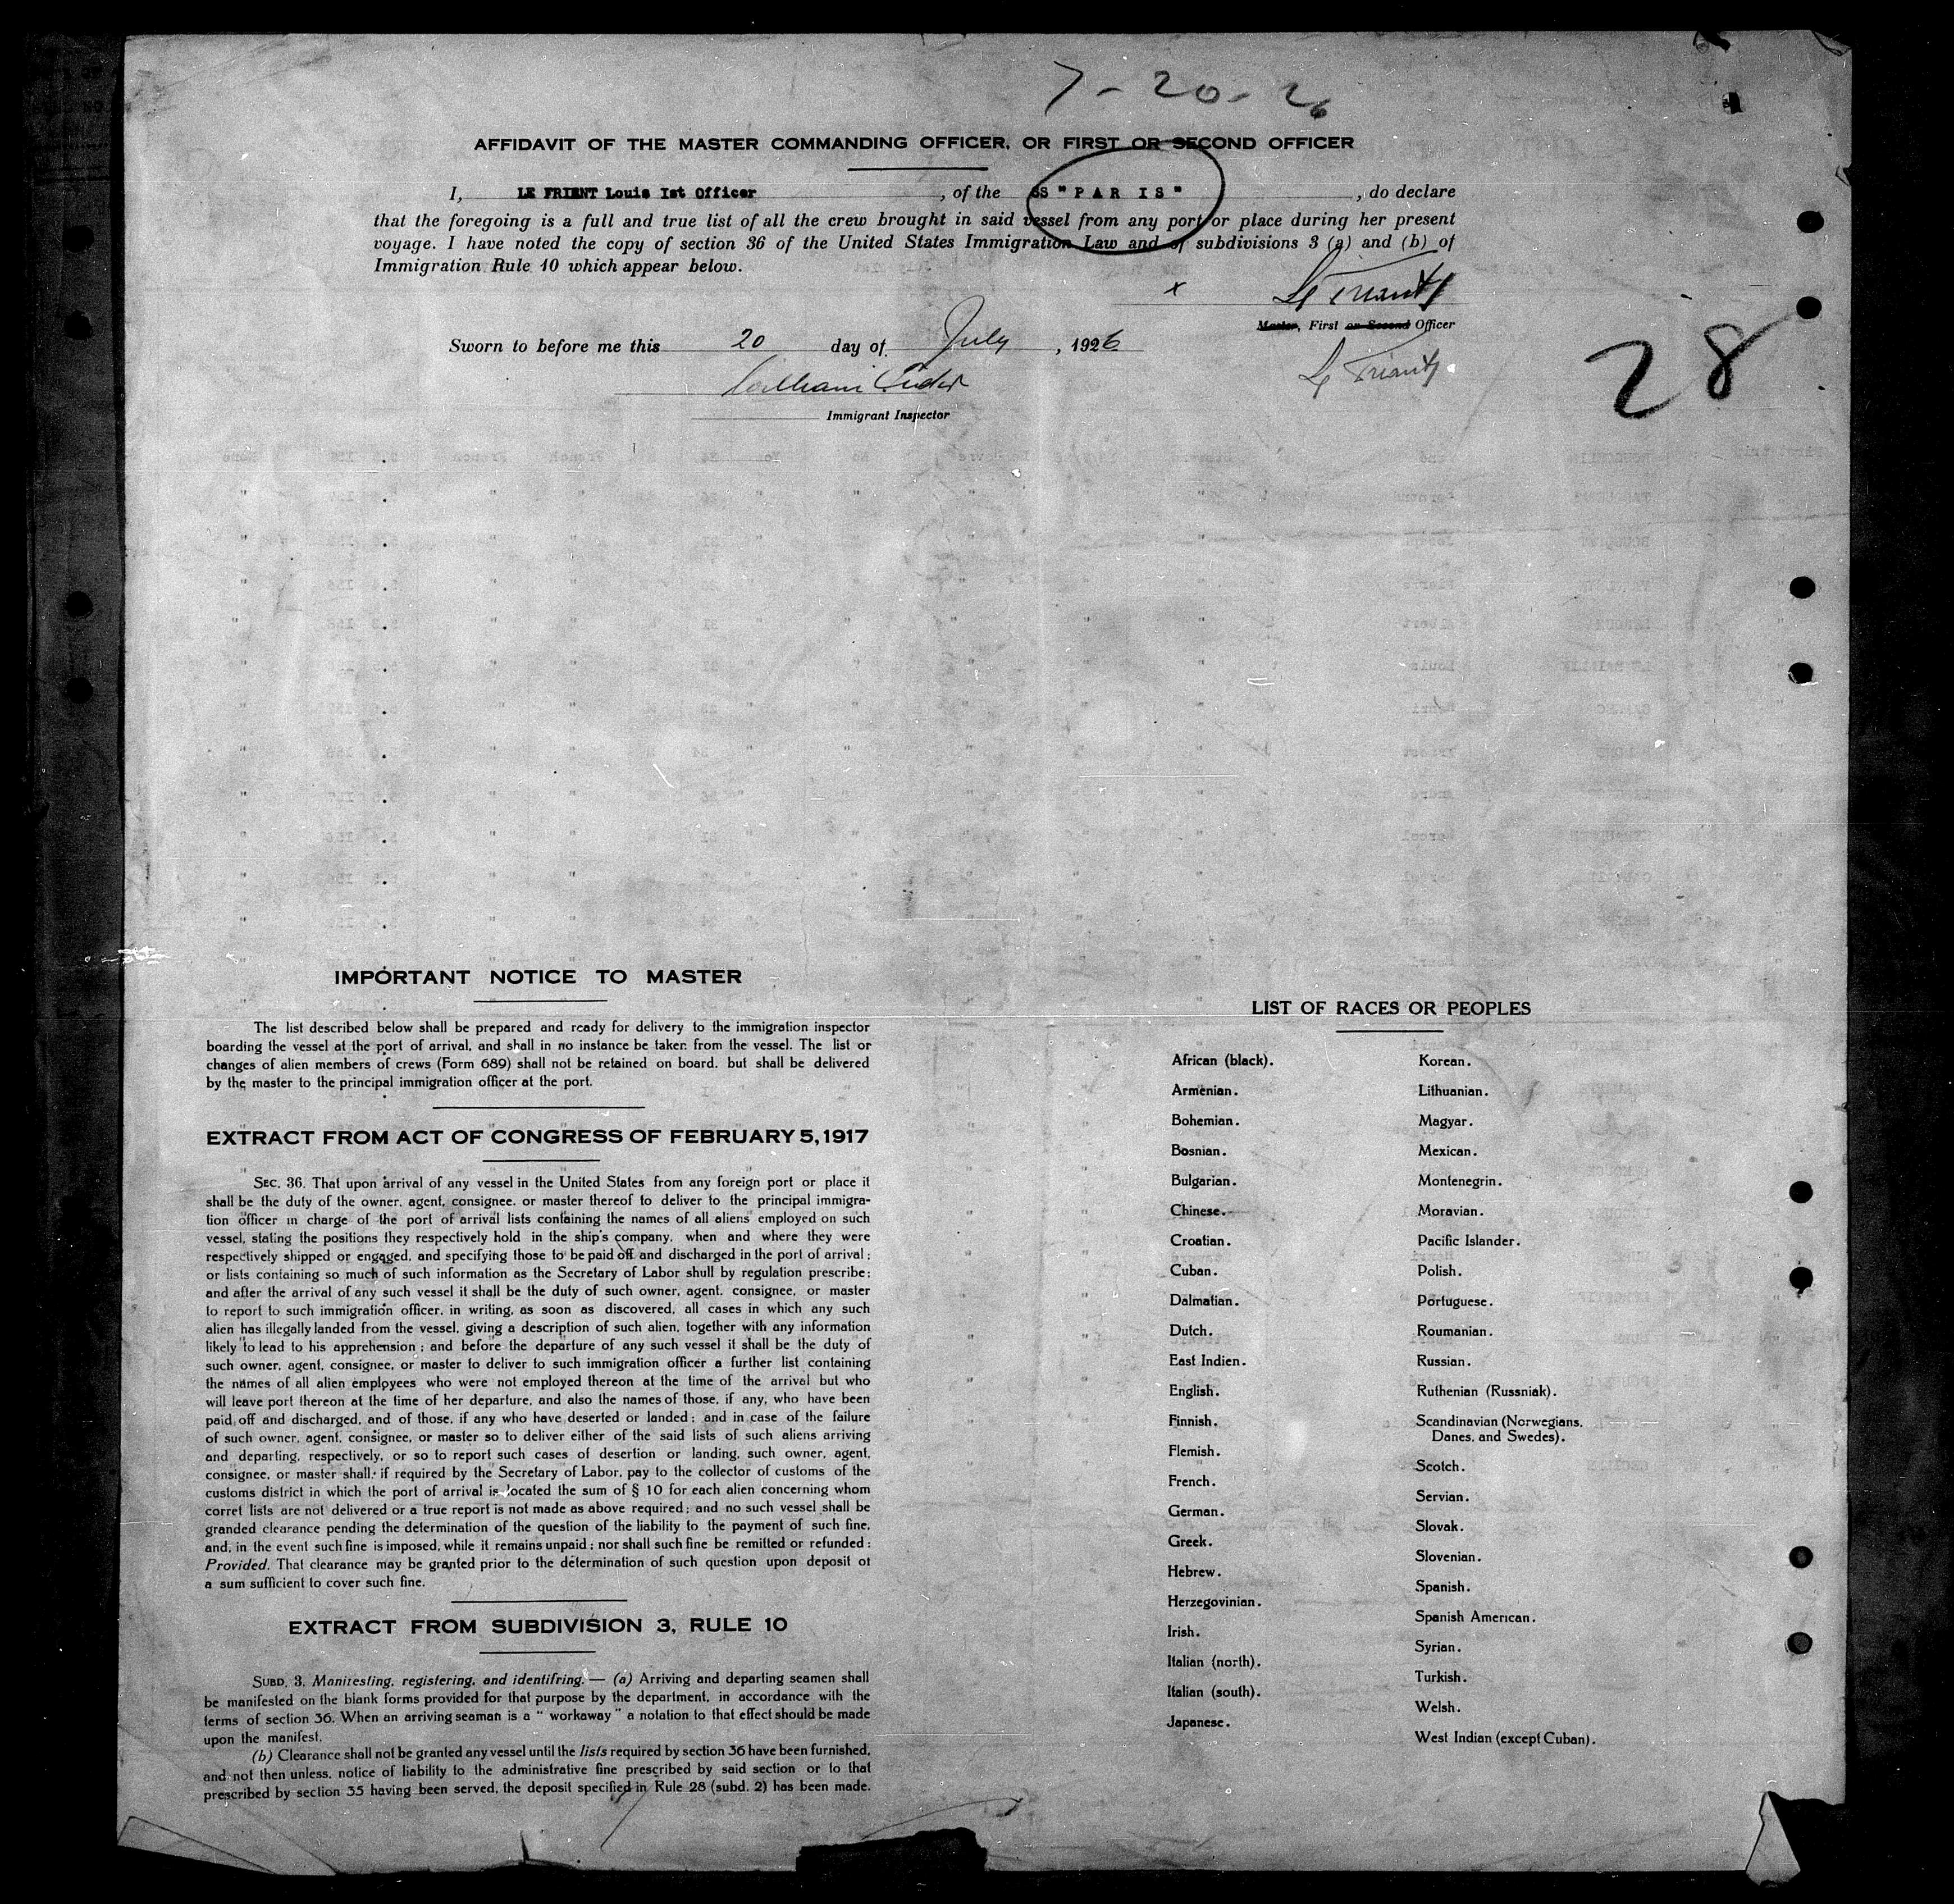 7-20-26
AFFIDAVIT OF THE MASTER COMMANDING OFFICER, OR FIRST OR SECOND OFFICER
I, LE FRIENT Louis Ist Officer , of the SS "P A R I S" , do declare
that the foregoing is a full and true list of all the crew brought in said vessel from any port or place during her present
voyage. I have noted the copy of section 36 of the United States Immigration Law and of subdivisions 3 (a) and (b) of
Immigration Rule 10 which appear below.
x
Master, First or Second Officer
Sworn to before me this 20 day of July , 1926
28
William
Immigrant Inspector
IMPORTANT NOTICE TO MASTER
The list described below shall be prepared and ready for delivery to the immigration inspector
boarding the vessel at the port of arrival, and shall in no instance be taken from the vessel. The list or
changes of alien members of crews (Form 689) shall not be retained on board, but shall be delivered
by the master to the principal immigration officer at the port.
EXTRACT FROM ACT OF CONGRESS OF FEBRUARY 5, 1917
SEC. 36. That upon arrival of any vessel in the United States from any foreign port or place it
shall be the duty of the owner, agent, consignee, or master thereof to deliver to the principal immigra-
tion officer in charge of the port of arrival lists containing the names of all aliens employed on such
vessel, stating the positions they respectively hold in the ship's company, when and where they were
respectively shipped or engaged, and specifying those to be paid off and discharged in the port of arrival;
or lists containing so much of such information as the Secretary of Labor shull by regulation prescribe;
and after the arrival of any such vessel it shall be the duty of such owner, agent, consignee, or master
to report to such immigration officer, in writing, as soon as discovered, all cases in which any such
alien has illegally landed from the vessel, giving a description of such alien, together with any information
likely to lead to his apprehension; and before the departure of any such vessel it shall be the duty of
such owner, agent, consignee, or master to deliver to such immigration officer a further list containing
the names of all alien employees who were not employed thereon at the time of the arrival but who
will leave port thereon at the time of her departure, and also the names of those, if any, who have been
paid off and discharged, and of those, if any who have deserted or landed; and in case of the failure
of such owner, agent, consignee, or master so to deliver either of the said lists of such aliens arriving
and departing, respectively, or so to report such cases of desertion or landing, such owner, agent,
consignee, or master shall, if required by the Secretary of Labor, pay to the collector of customs of the
customs district in which the port of arrival is located the sum of § 10 for each alien concerning whom
corret lists are not delivered or a true report is not made as above required; and no such vessel shall be
granded clearance pending the determination of the question of the liability to the payment of such fine,
and, in the event such fine is imposed, while it remains unpaid; nor shall such fine be remitted or refunded:
Provided, That clearance may be granted prior to the determination of such question upon deposit of
a sum sufficient to cover such fine.
EXTRACT FROM SUBDIVISION 3, RULE 10
SUBD. 3. Manitesting, registering, and identifring. — (a) Arriving and departing seamen shall
be manifested on the blank forms provided for that purpose by the department, in accordance with the
terms of section 36. When an arriving seaman is a " workaway " a notation to that effect should be made
upon the manifest.
(b) Clearance shall not be granted any vessel until the lists required by section 36 have been furnished,
and not then unless, notice of liability to the administrative fine prescribed by said section or to that
prescribed by section 35 having been served, the deposit specified in Rule 28 (subd. 2) has been made.
LIST OF RACES OR PEOPLES
African (black).
Armenian.
Bohemian.
Bosnian.
Bulgarian.
Chinese.
Croatian.
Cuban.
Dalmatian.
Dutch.
East Indien.
English.
Finnish.
Flemish.
French.
German.
Greek.
Hebrew.
Herzegovinian.
Irish.
Italian (north).
Italian (south).
Japanese.
Korean.
Lithuanian.
Magyar.
Mexican.
Montenegrin.
Moravian.
Pacific Islander.
Polish.
Portuguese.
Roumanian.
Russian.
Ruthenian (Russniak).
Scandinavian (Norwegians,
Danes, and Swedes).
Scotch.
Servian.
Slovak.
Slovenian.
Spanish.
Spanish American.
Syrian.
Turkish.
Welsh.
West Indian (except Cuban).